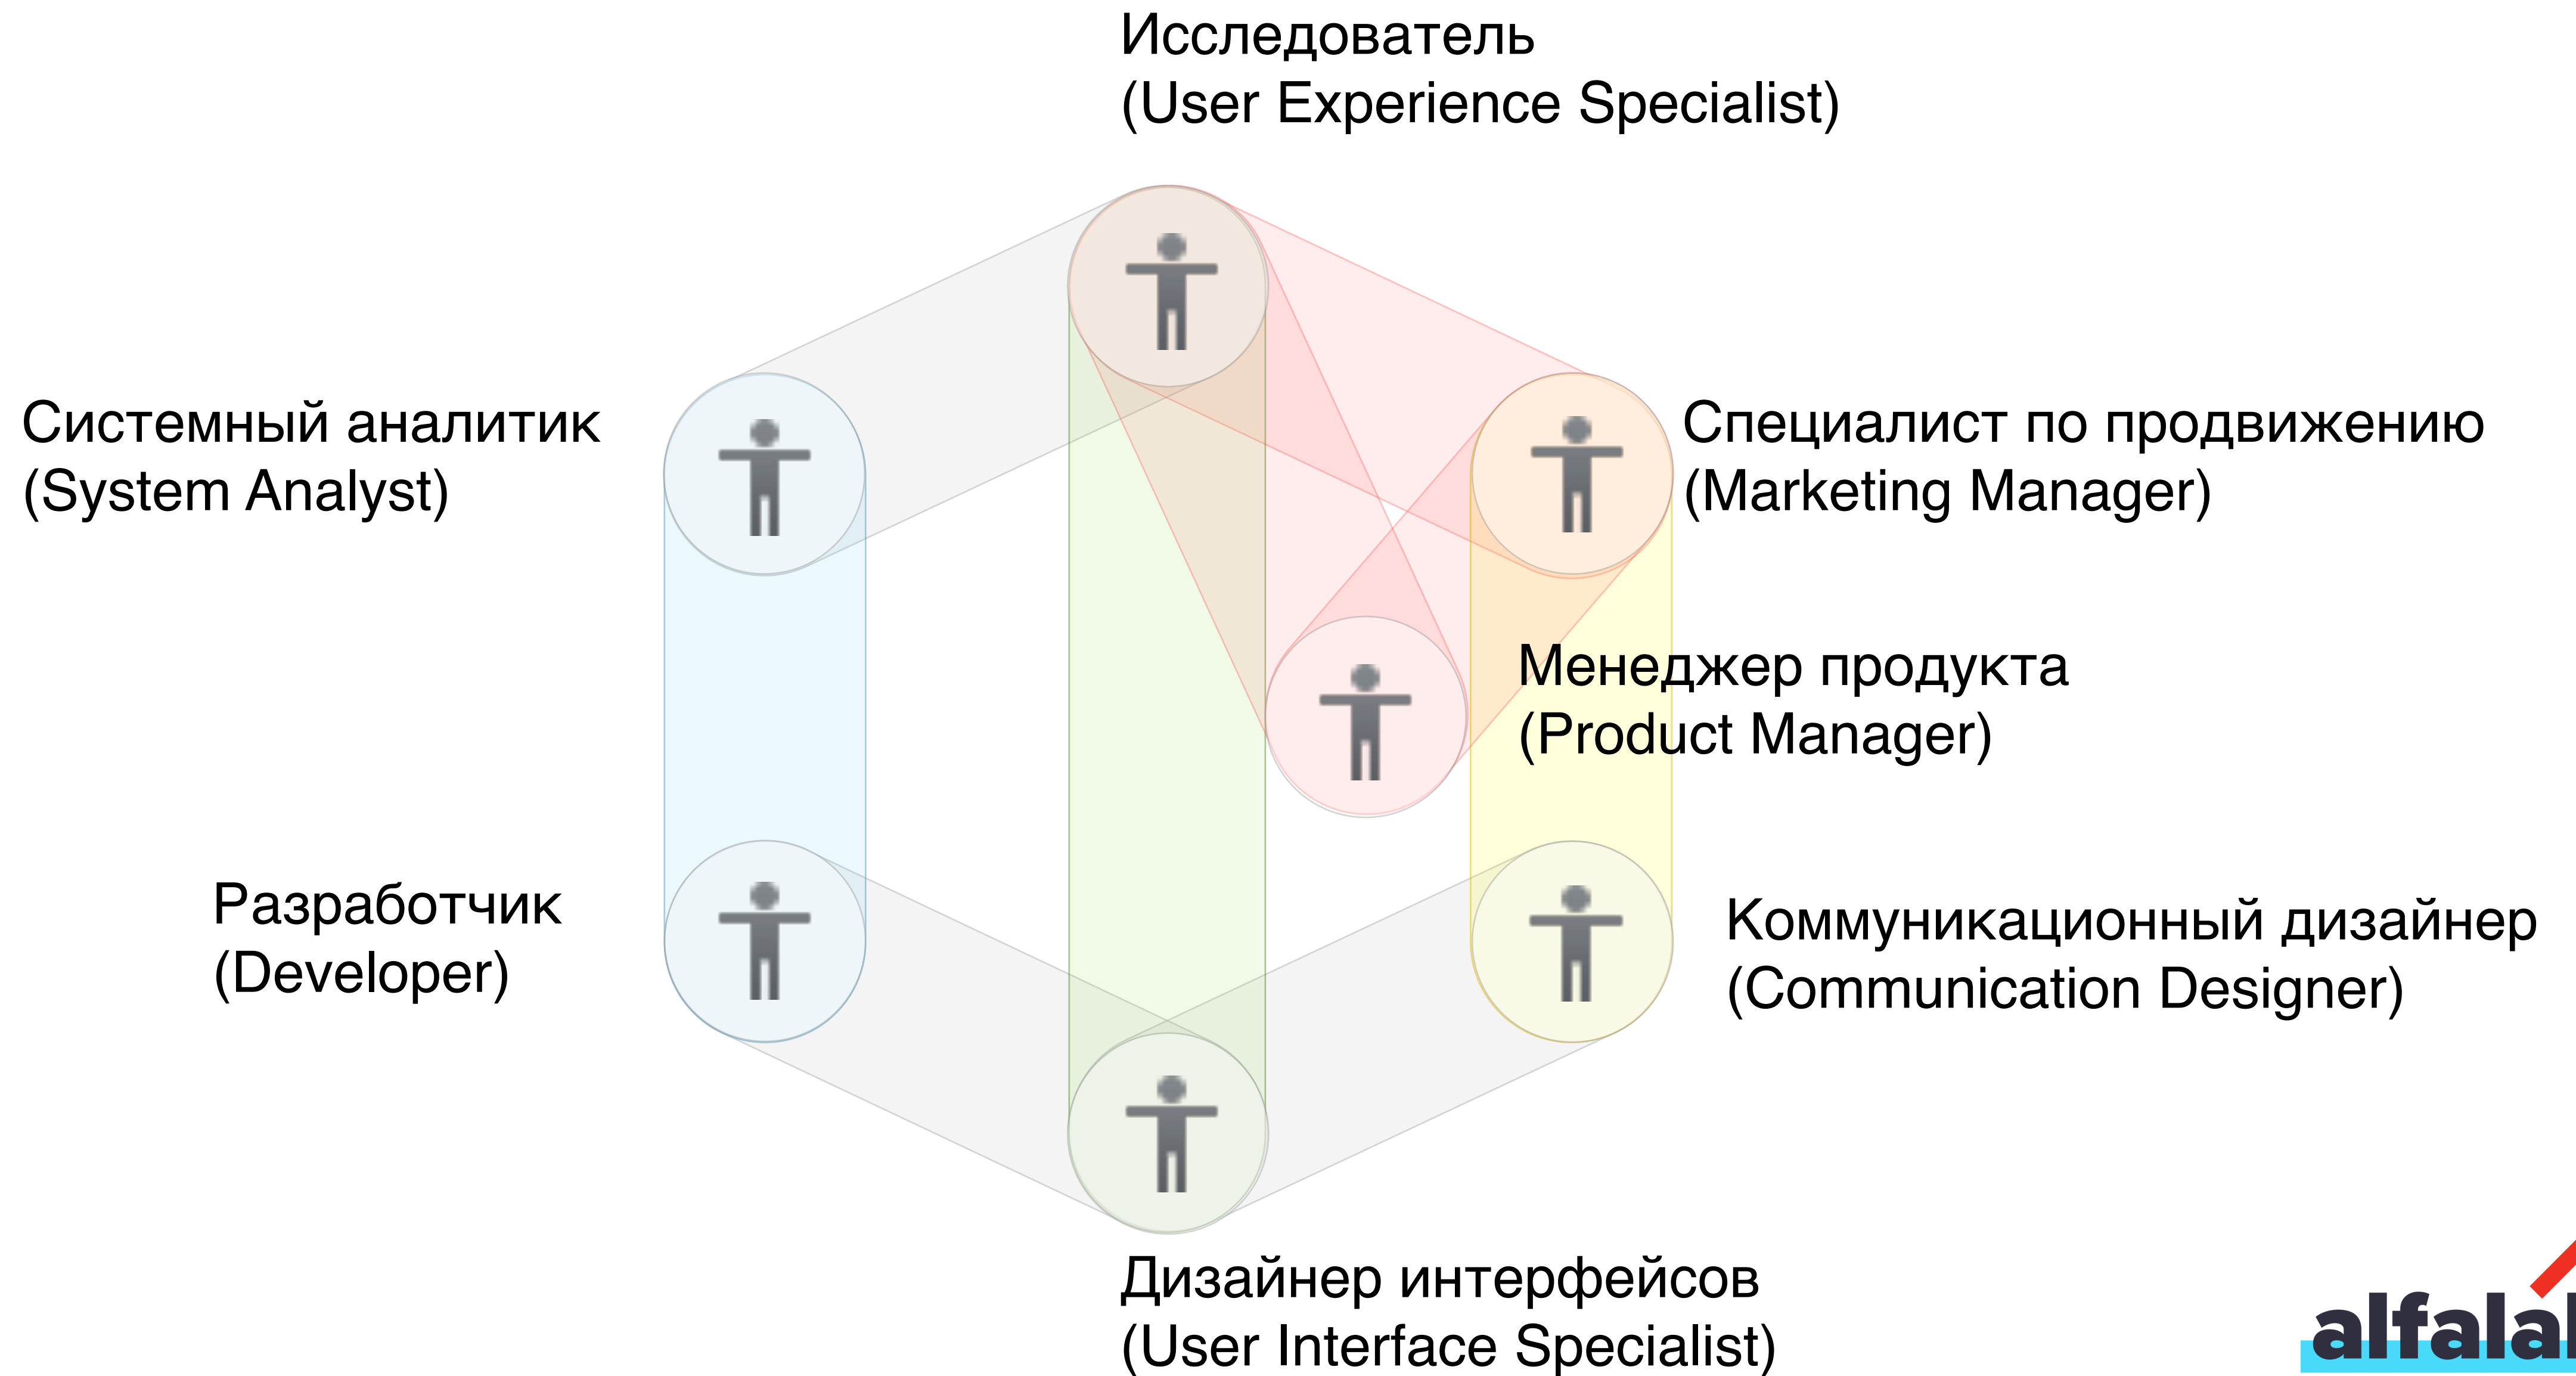 Исследователь
(User Experience Specialist)
Системный аналитик
(System Analyst)
Специалист по продвижению
(Marketing Manager)
Менеджер продукта
(Product Manager)
Разработчик
(Developer)
Коммуникационный дизайнер
(Communication Designer)
Дизайнер интерфейсов
(User Interface Specialist)